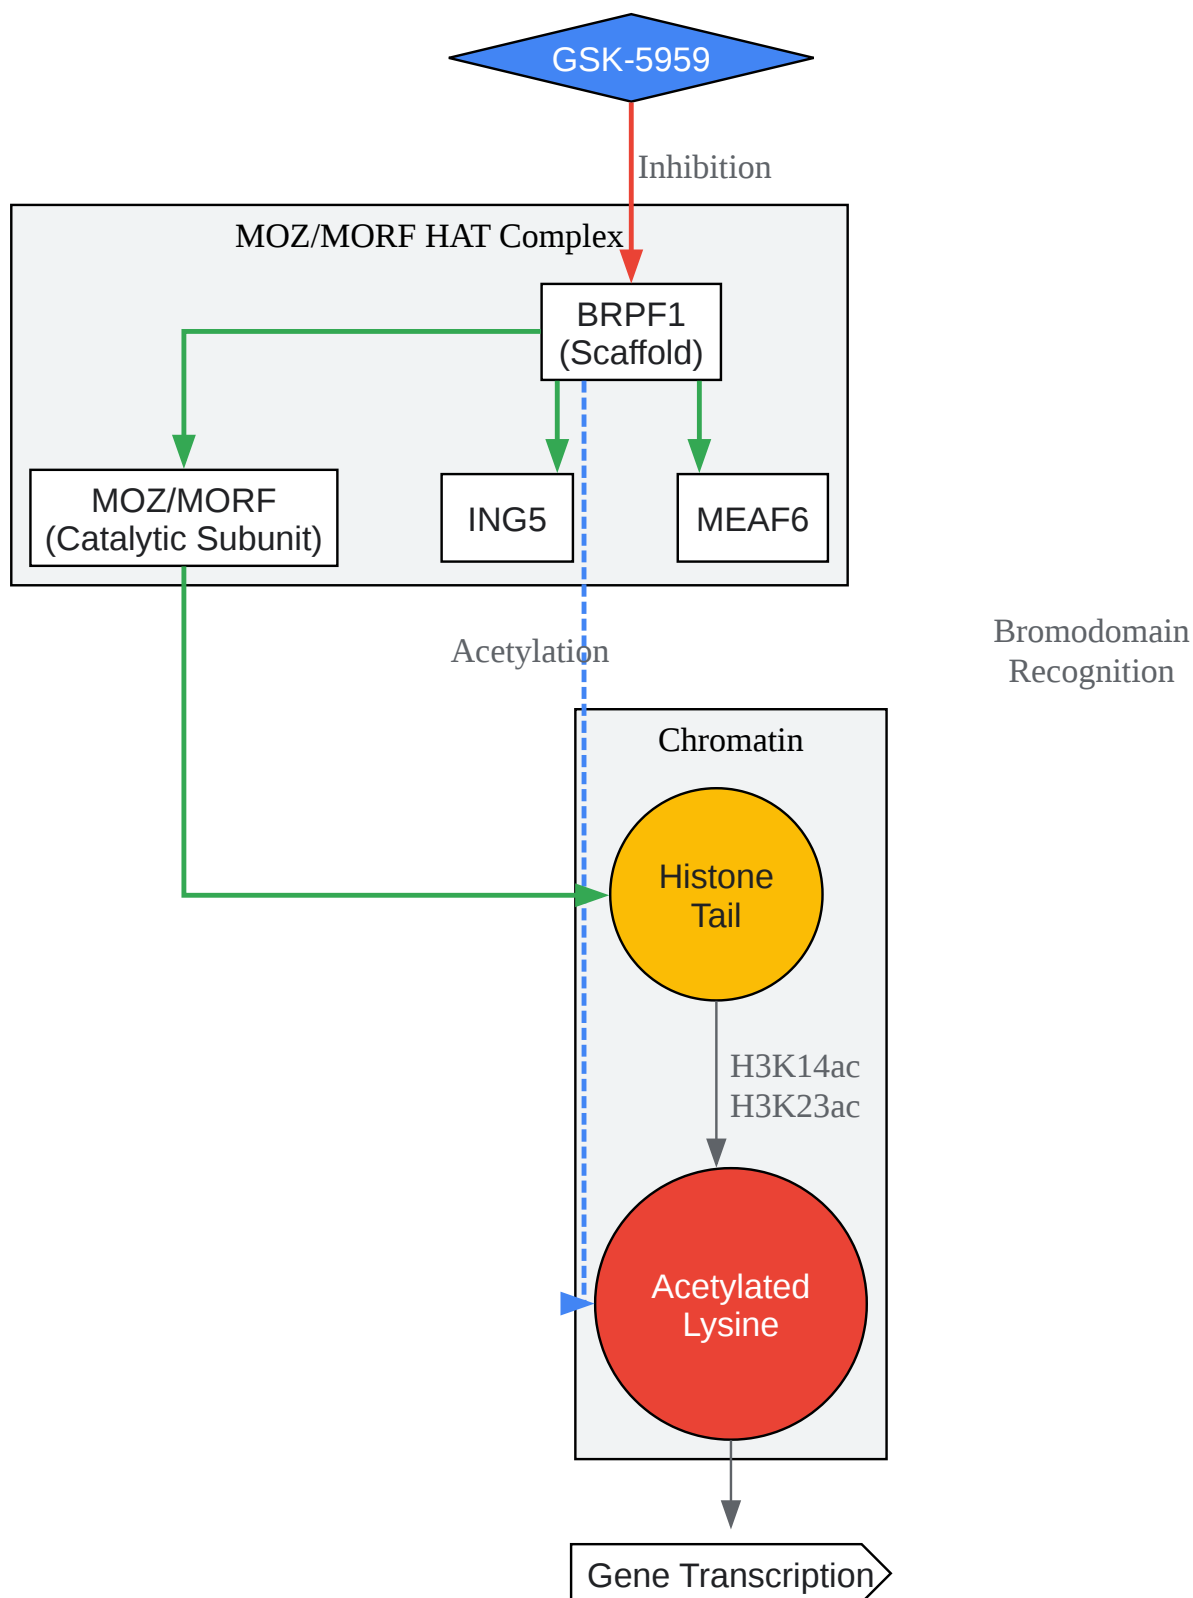 GSK-5959
Inhibition
MOZ/MORF HAT Complex
BRPF1
(Scaffold)
MOZ/MORF
(Catalytic Subunit)
ING5
MEAF6
Acetylation
Bromodomain
Recognition
Chromatin
Histone
Tail
H3K14ac
H3K23ac
Acetylated
Lysine
Gene Transcription